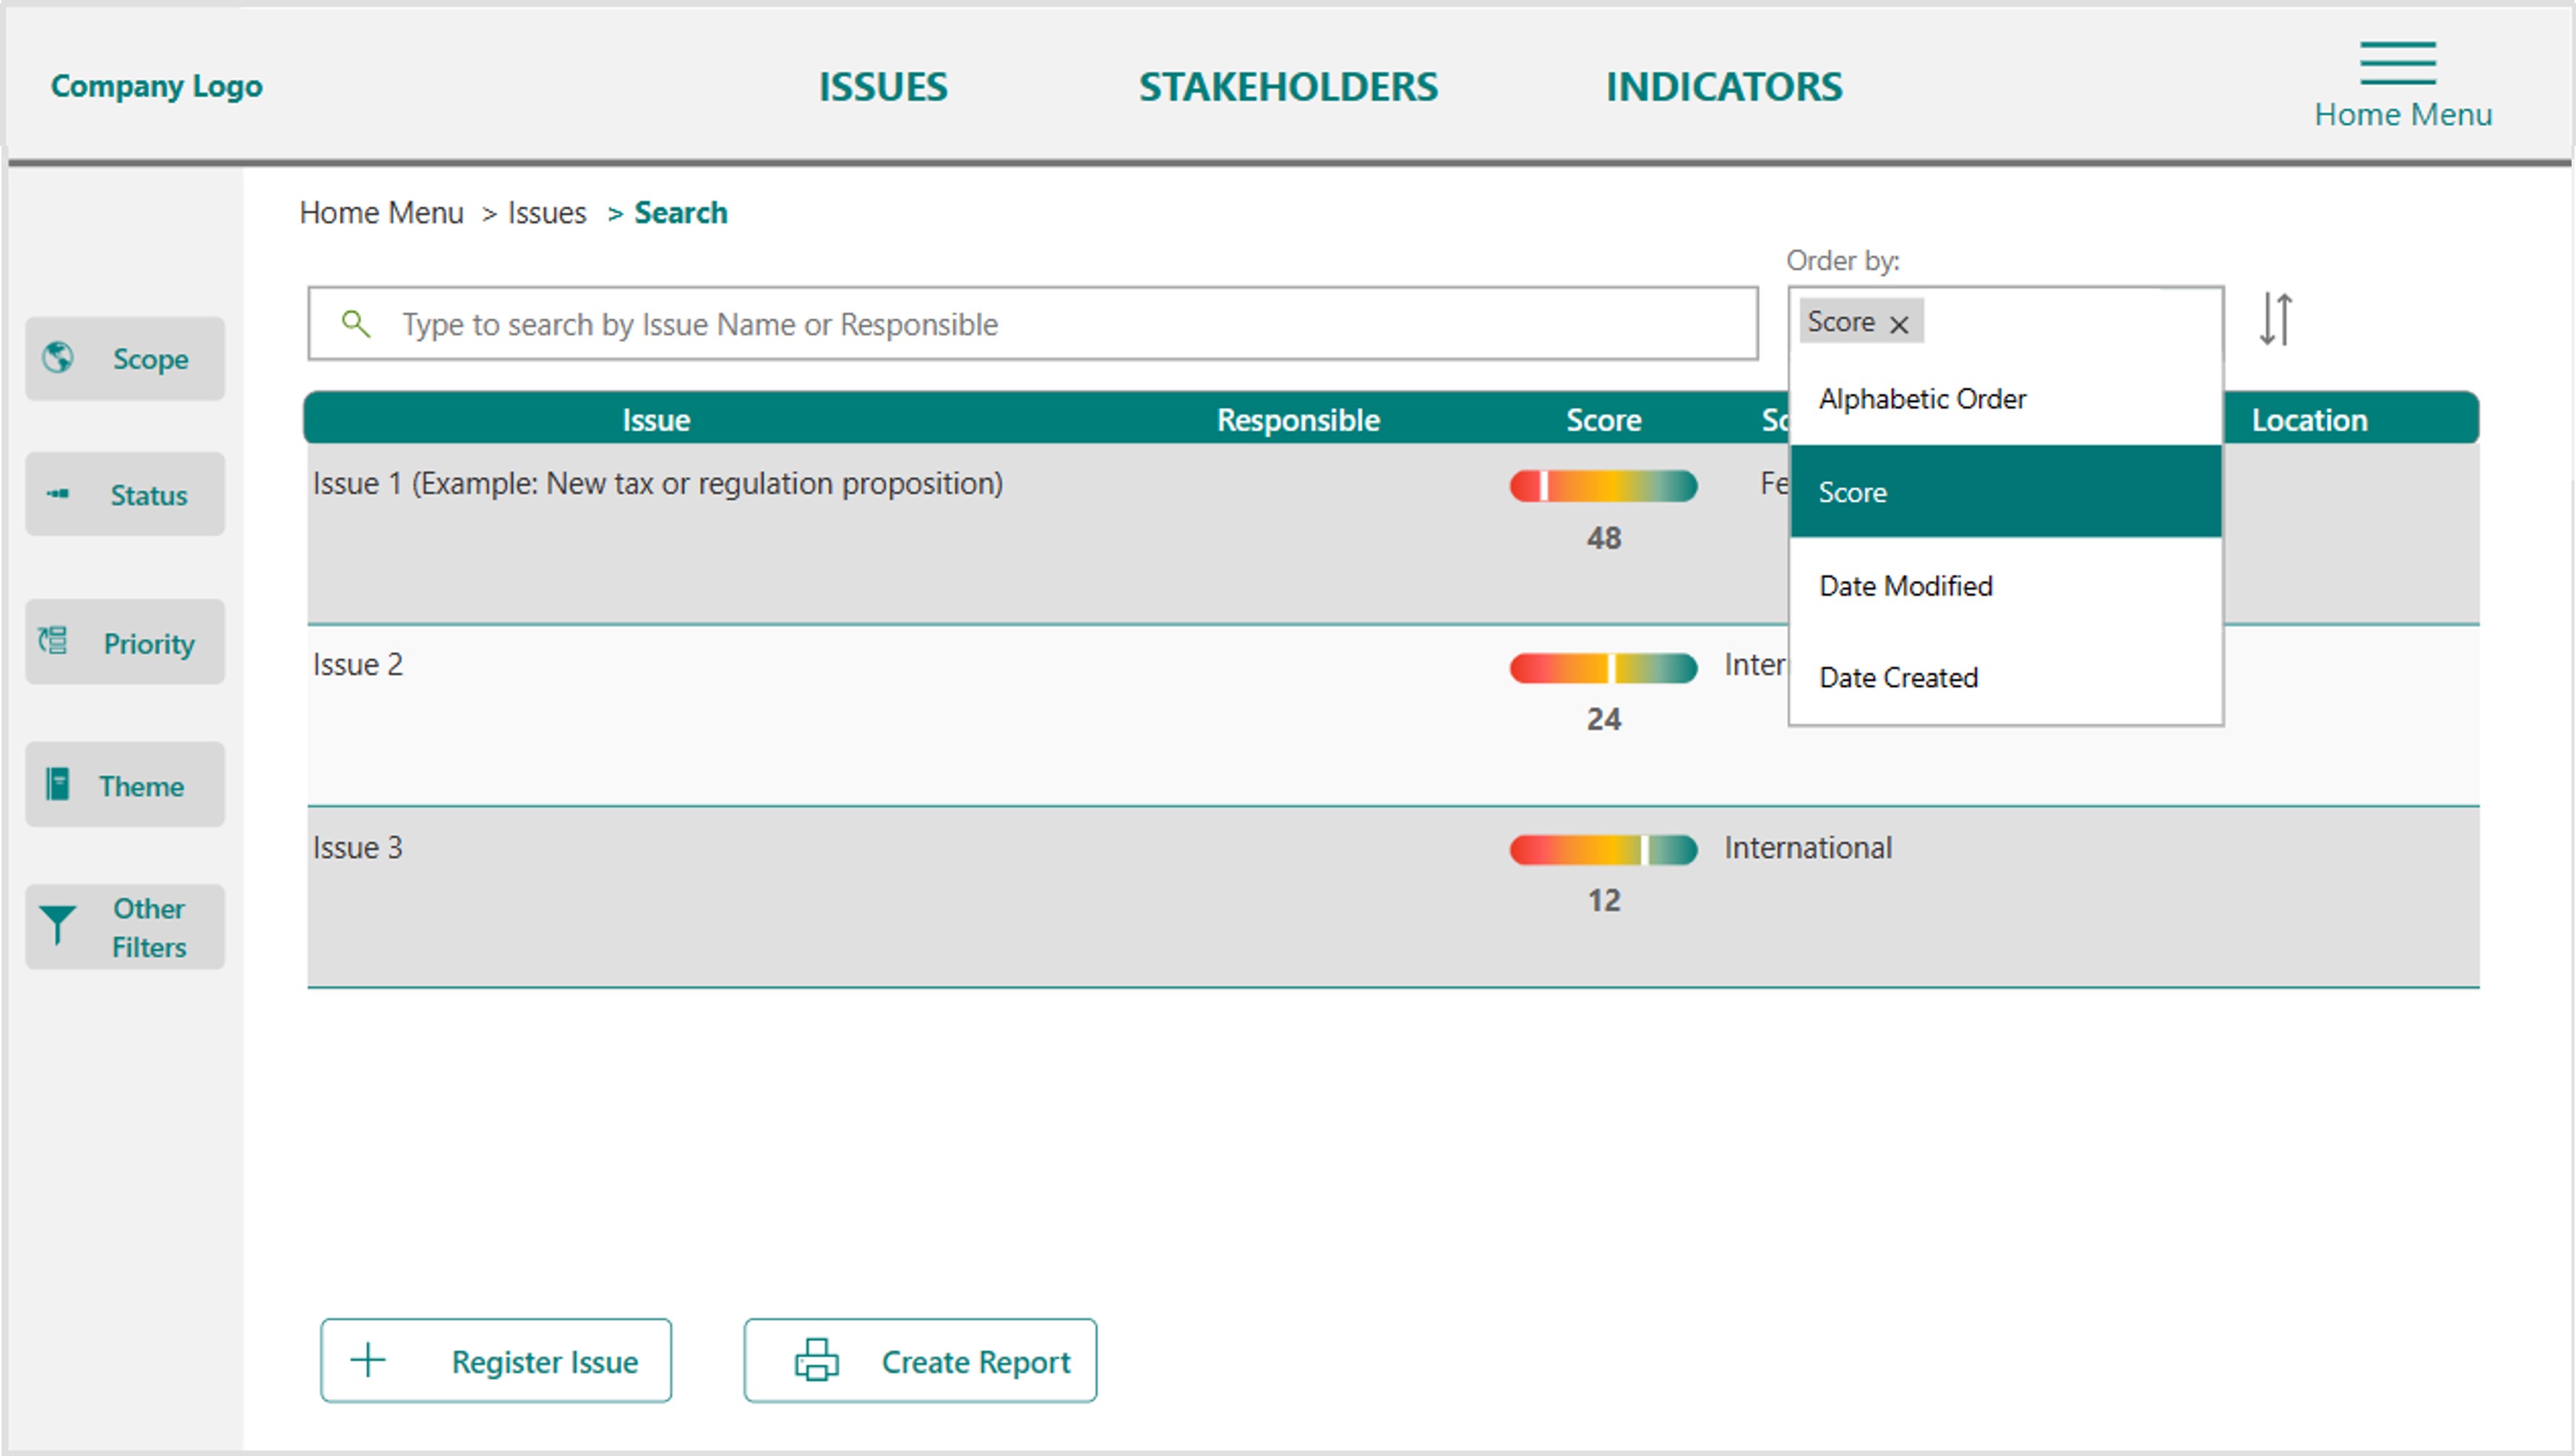 Company Logo
ISSUES
STAKEHOLDERS
INDICATORS
Home Menu
Home Menu > Issues > Search
Order by:
Type to search by Issue Name or Responsible
Score
Alphabetic Order
Score
Date Modified
Date Created
Scope
Status
Priority
Theme
Other
Filters
Issue Responsible Score Location
Issue 1 (Example: New tax or regulation proposition)
48
Issue 2
24
Issue 3 International
12
Register Issue
Create Report